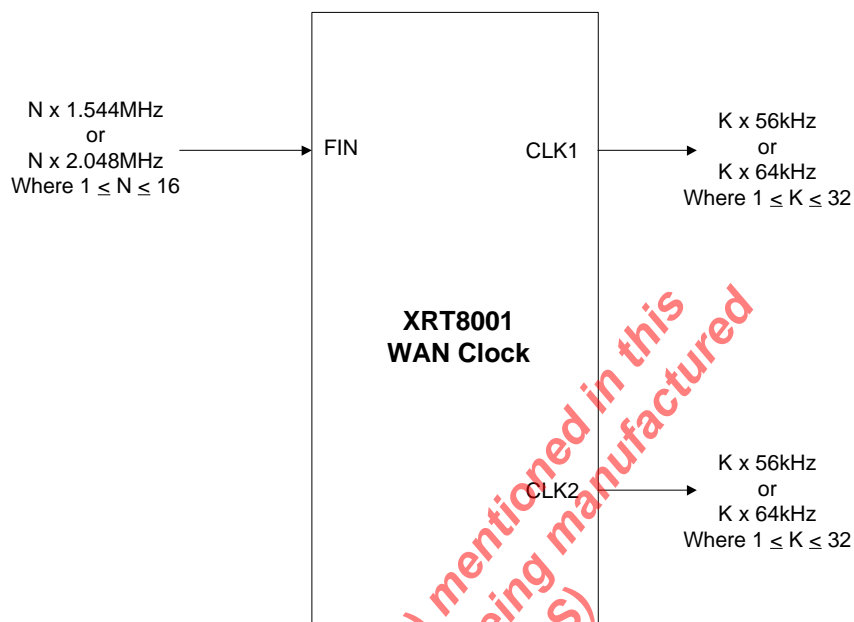 N x 1.544MHz
or
N x 2.048MHz
Where 1 ≤ N ≤ 16
FIN
CLK1
K x 56kHz
or
K x 64kHz
Where 1 ≤ K ≤ 32
XRT8001
WAN Clock
CLK2
K x 56kHz
or
K x 64kHz
Where 1 ≤ K ≤ 32
mentioned in this
being manufactured
S)